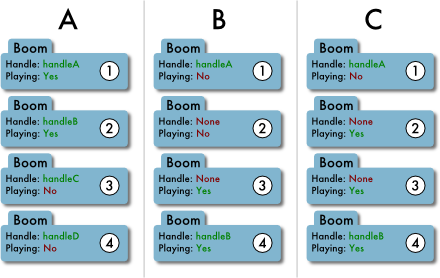 A
Boom
Handle: handleA
Playing: Yes
1
Boom
Handle: handleB
Playing: Yes
2
Boom
Handle: handleC
Playing: No
3
Boom
Handle: handleD
Playing: No
4
B
Boom
Handle: handleA
Playing: No
1
Boom
Handle: None
Playing: No
2
Boom
Handle: None
Playing: Yes
3
Boom
Handle: handleB
Playing: Yes
4
C
Boom
Handle: handleA
Playing: No
1
Boom
Handle: None
Playing: Yes
2
Boom
Handle: None
Playing: Yes
3
Boom
Handle: handleB
Playing: Yes
4